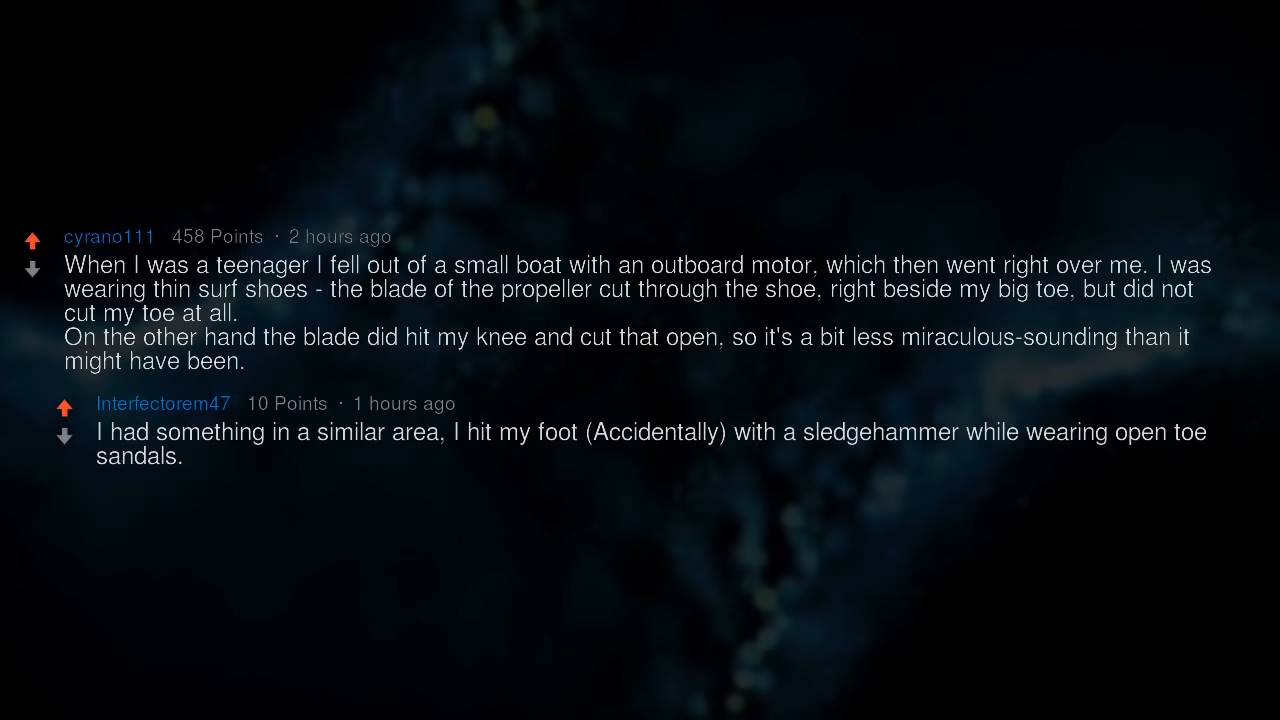 cyrano111 458 Points · 2 hours ago
When I was a teenager I fell out of a small boat with an outboard motor, which then went right over me. I was
wearing thin surf shoes - the blade of the propeller cut through the shoe, right beside my big toe, but did not
cut my toe at all.
On the other hand the blade did hit my knee and cut that open, so it's a bit less miraculous-sounding than it
might have been.
Interfectorem47 10 Points · 1 hours ago
I had something in a similar area, I hit my foot (Accidentally) with a sledgehammer while wearing open toe
sandals.